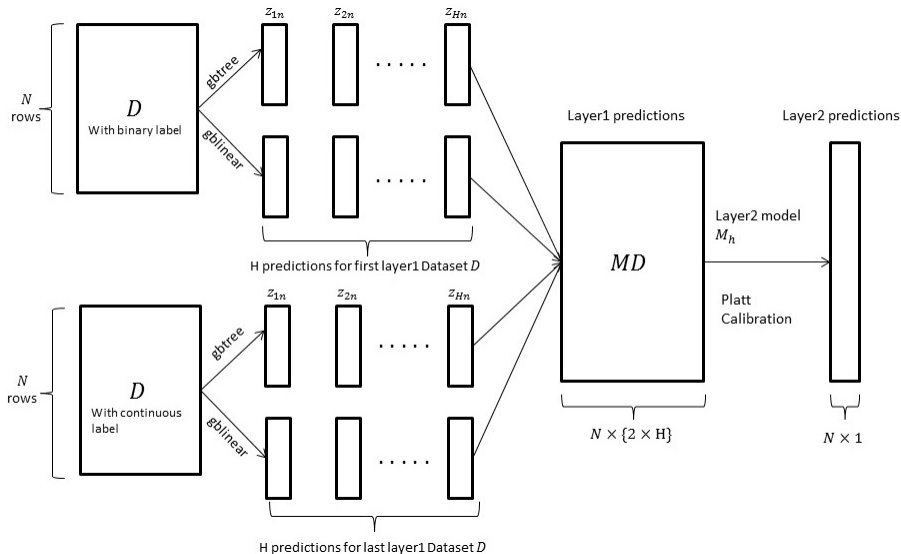 z1n z2n zHn
N
rows
D
With binary label
gbtree
gblinear
. . . . .
. . . . .
H predictions for first layer1 Dataset D
Layer1 predictions
Layer2 predictions
MD
Layer2 model
Mh
Platt
Calibration
N × {2 × H}
N × 1
z1n z2n zHn
N
rows
D
With continuous
label
gbtree
gblinear
. . . . .
. . . . .
H predictions for last layer1 Dataset D